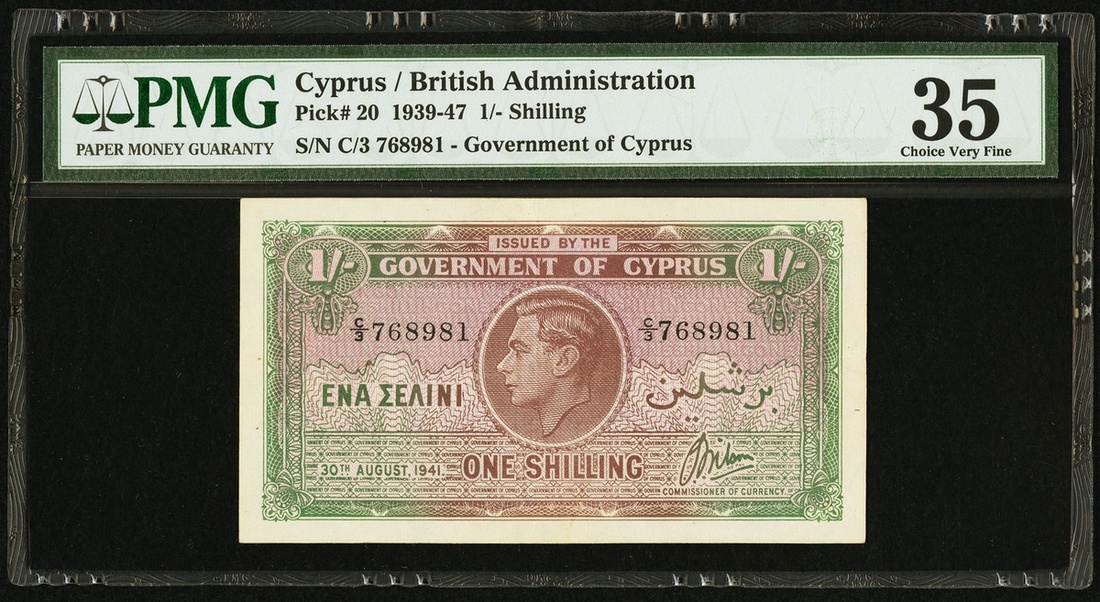 PMG
PAPER MONEY GUARANTY
Cyprus / British Administration
Pick# 20 1939-47 1/- Shilling
S/N C/3 768981 - Government of Cyprus
35
Choice Very Fine
ISSUED BY THE
1/- GOVERNMENT OF CYPRUS 1/-
C/3 768981 C/3 768981
ΕΝΑ ΣΕΛΙΝΙ
بر شلين
30TH AUGUST, 1941. ONE SHILLING
COMMISSIONER OF CURRENCY